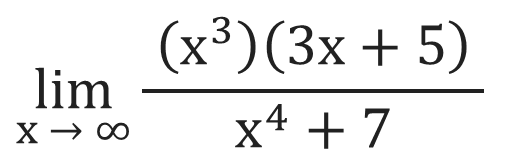 lim x → ∞ (x³)(3x + 5) / x⁴ + 7